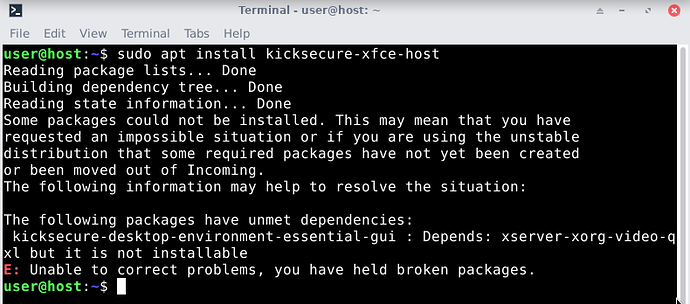 Terminal - user@host: ~
File Edit View Terminal Tabs Help
user@host:~$ sudo apt install kicksecure-xfce-host
Reading package lists... Done
Building dependency tree... Done
Reading state information... Done
Some packages could not be installed. This may mean that you have
requested an impossible situation or if you are using the unstable
distribution that some required packages have not yet been created
or been moved out of Incoming.
The following information may help to resolve the situation:
The following packages have unmet dependencies:
kicksecure-desktop-environment-essential-gui : Depends: xserver-xorg-video-q
xl but it is not installable
E: Unable to correct problems, you have held broken packages.
user@host:~$